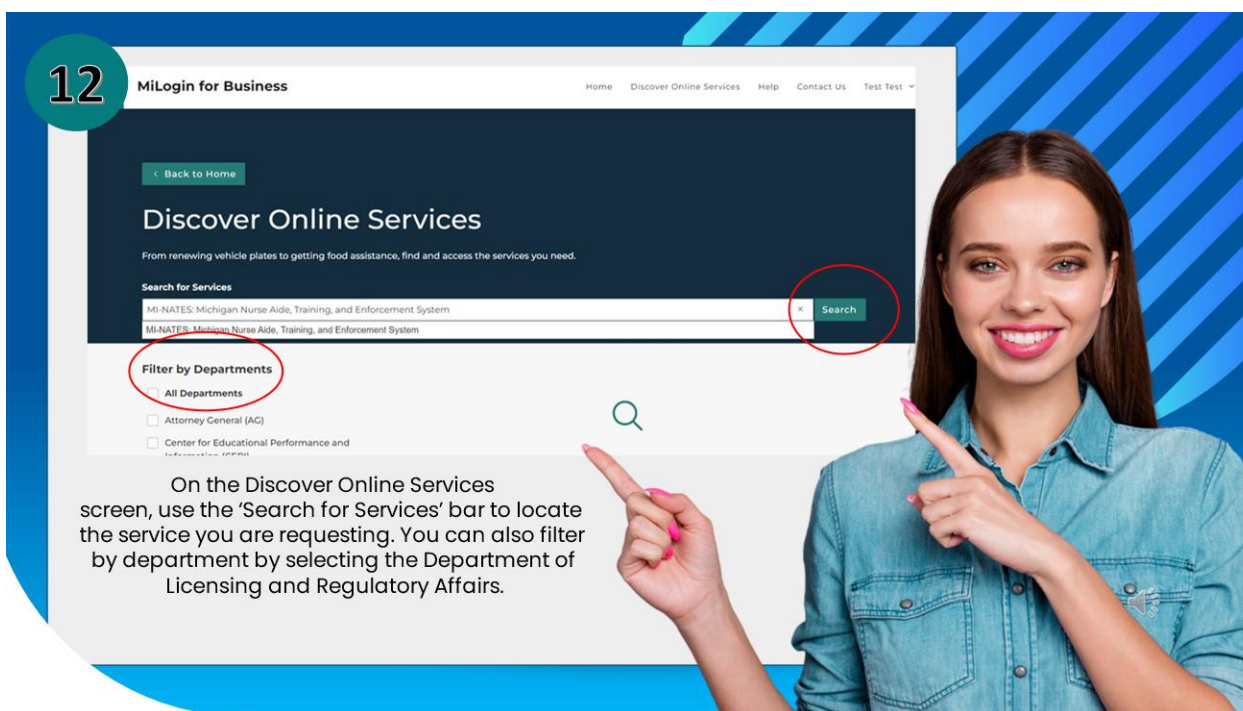 12
MiLogin for Business
Home Discover Online Services Help Contact Us Test Test
Back to Home
Discover Online Services
From renewing vehicle plates to getting food assistance, find and access the services you need.
Search for Services
MI-NATES: Michigan Nurse Aide, Training, and Enforcement System
× Search
MI-NATES: Michigan Nurse Aide, Training, and Enforcement System
Filter by Departments
All Departments
Attorney General (AG)
Center for Educational Performance and
Information (CEPI)
On the Discover Online Services
screen, use the ‘Search for Services’ bar to locate
the service you are requesting. You can also filter
by department by selecting the Department of
Licensing and Regulatory Affairs.